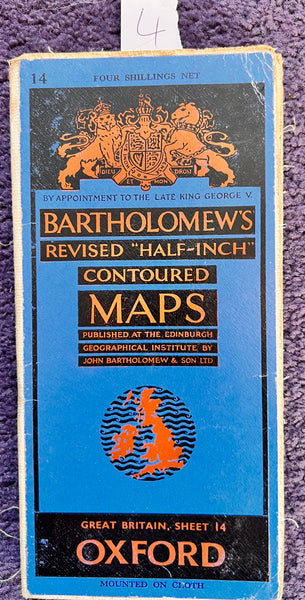 4
14 FOUR SHILLINGS NET
DIEU ET MON DROIT
BY APPOINTMENT TO THE LATE KING GEORGE V.
BARTHOLOMEW'S
REVISED "HALF-INCH"
CONTOURED
MAPS
PUBLISHED AT THE EDINBURGH
GEOGRAPHICAL INSTITUTE BY
JOHN BARTHOLOMEW & SON LTD
GREAT BRITAIN, SHEET 14
OXFORD
MOUNTED ON CLOTH